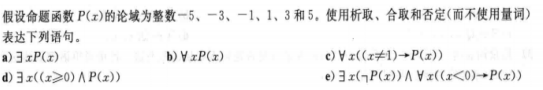 假设命题函数 P(x)的论域为整数-5、-3、-1、1、3 和 5。使用析取、合取和否定(而不使用量词)
表达下列语句。
a)∃xP(x) b)∀xP(x) c)∀x((x≠1)→P(x))
d)∃x((x≥0)∧P(x)) e)∃x(¬P(x))∧∀x((x<0)→P(x))